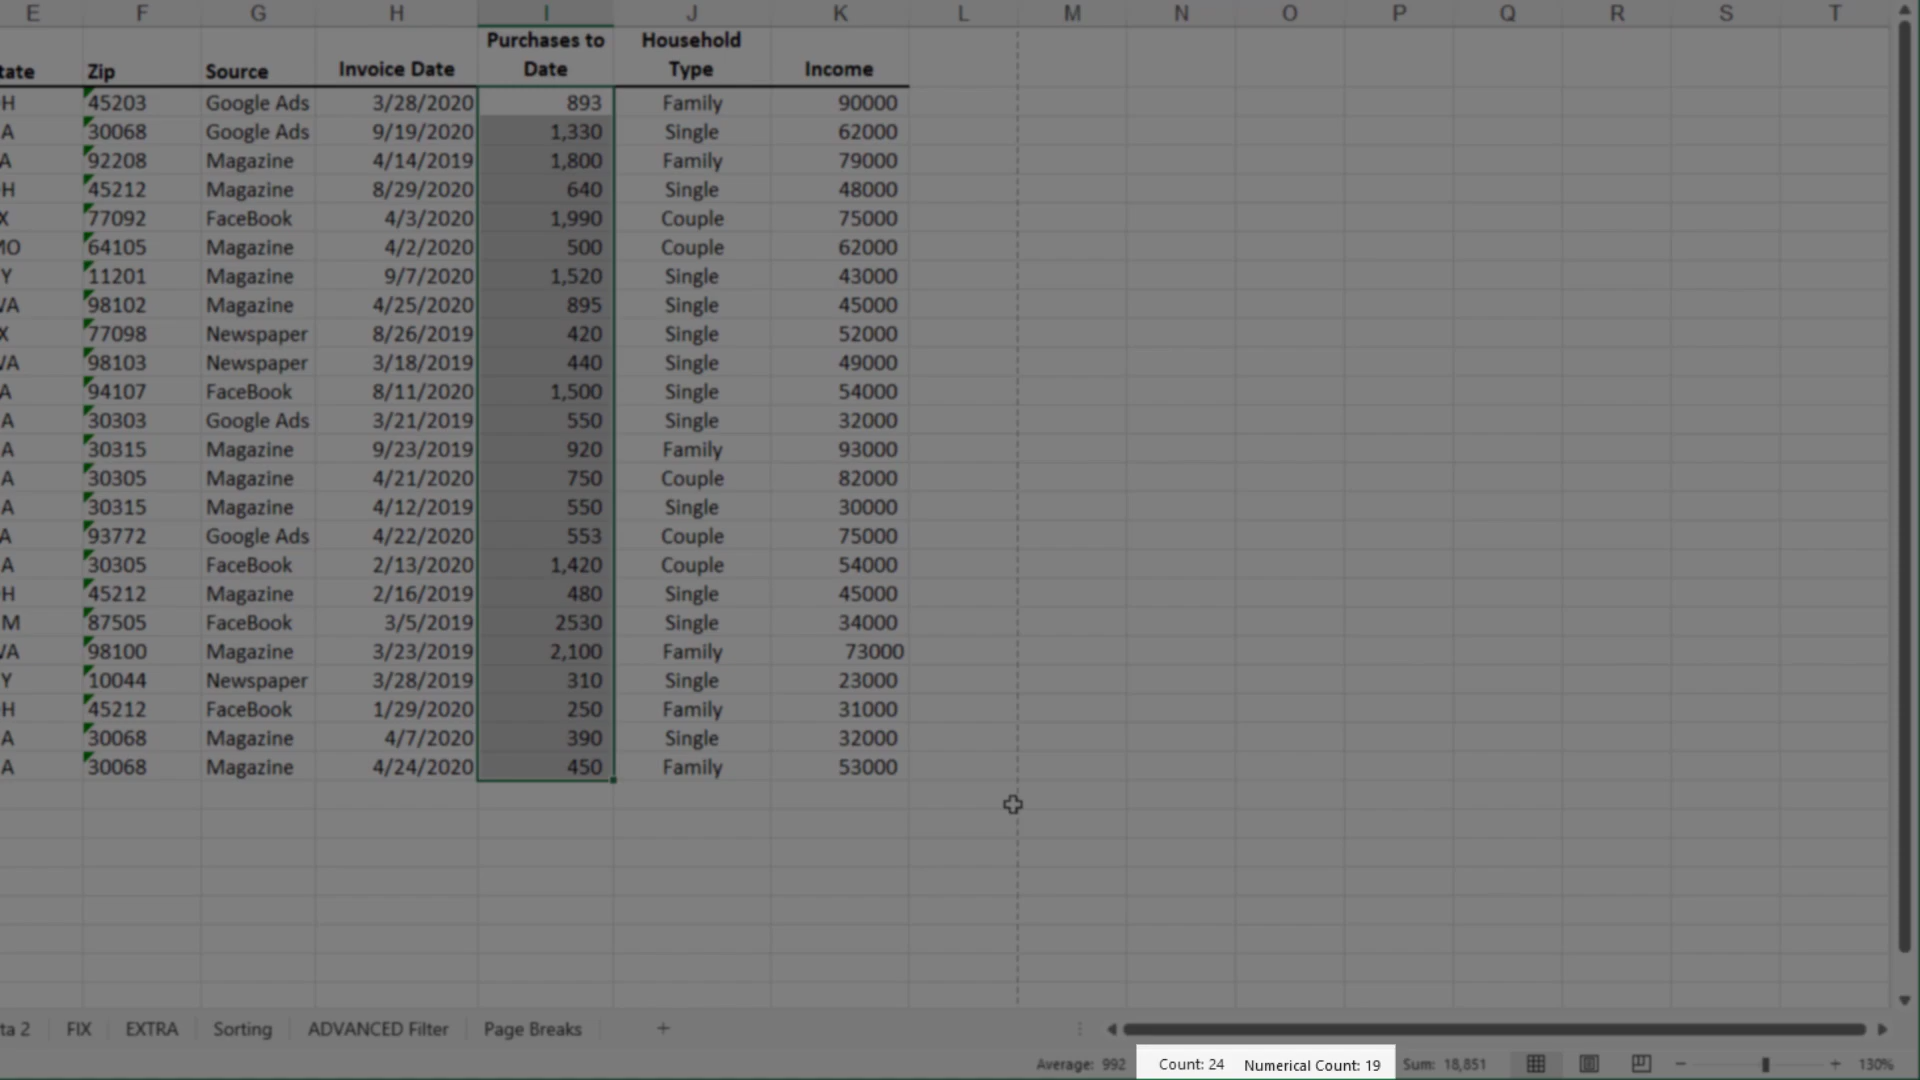 E F G H I J K L M N O P Q R S T
tate Zip Source Invoice Date Purchases to Date Household Type Income
H 45203 Google Ads 3/28/2020 893 Family 90000
A 30068 Google Ads 9/19/2020 1,330 Single 62000
A 92208 Magazine 4/14/2019 1,800 Family 79000
H 45212 Magazine 8/29/2020 640 Single 48000
X 77092 FaceBook 4/3/2020 1,990 Couple 75000
MO 64105 Magazine 4/2/2020 500 Couple 62000
Y 11201 Magazine 9/7/2020 1,520 Single 43000
VA 98102 Magazine 4/25/2020 895 Single 45000
X 77098 Newspaper 8/26/2019 420 Single 52000
VA 98103 Newspaper 3/18/2019 440 Single 49000
A 94107 FaceBook 8/11/2020 1,500 Single 54000
A 30303 Google Ads 3/21/2019 550 Single 32000
A 30315 Magazine 9/23/2019 920 Family 93000
A 30305 Magazine 4/21/2020 750 Couple 82000
A 30315 Magazine 4/12/2019 550 Single 30000
A 93772 Google Ads 4/22/2020 553 Couple 75000
A 30305 FaceBook 2/13/2020 1,420 Couple 54000
H 45212 Magazine 2/16/2019 480 Single 45000
M 87505 FaceBook 3/5/2019 2530 Single 34000
VA 98100 Magazine 3/23/2019 2,100 Family 73000
Y 10044 Newspaper 3/28/2019 310 Single 23000
H 45212 FaceBook 1/29/2020 250 Family 31000
A 30068 Magazine 4/7/2020 390 Single 32000
A 30068 Magazine 4/24/2020 450 Family 53000
ta 2 FIX EXTRA Sorting ADVANCED Filter Page Breaks +
Average: 992 Count: 24 Numerical Count: 19 Sum: 18,851 − + 130%